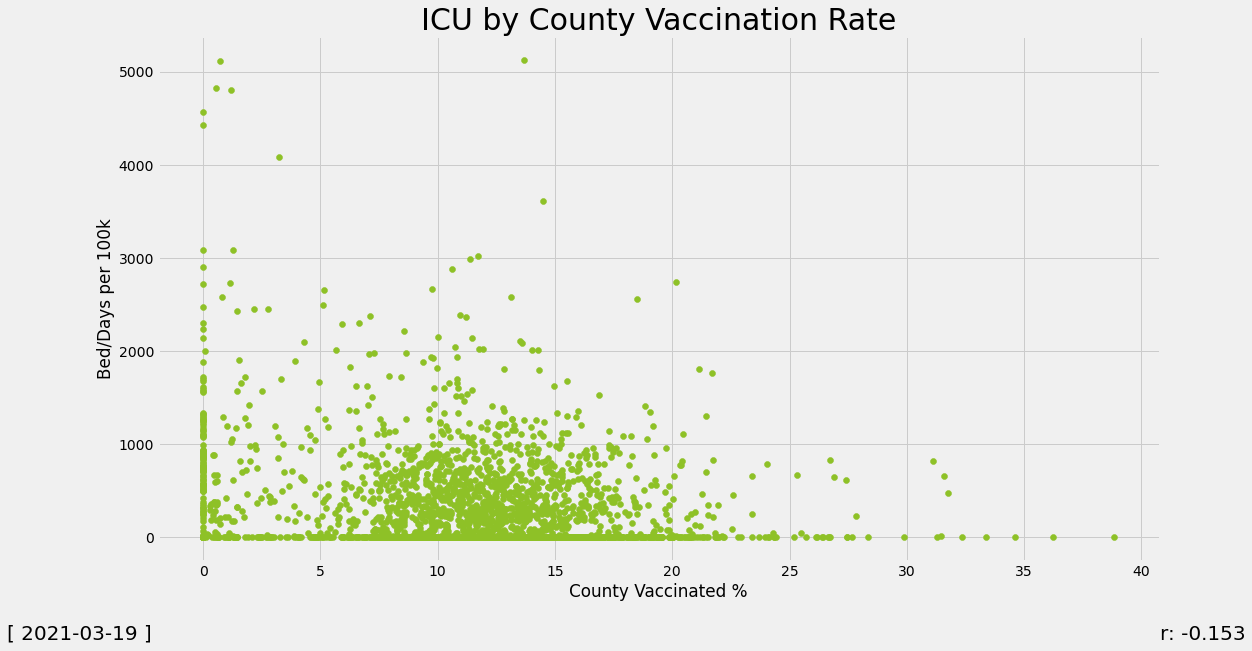 ICU by County Vaccination Rate
5000
4000
3000
2000
1000
0
Bed/Days per 100k
0 5 10 15 20 25 30 35 40
County Vaccinated %
[ 2021-03-19 ] r: -0.153